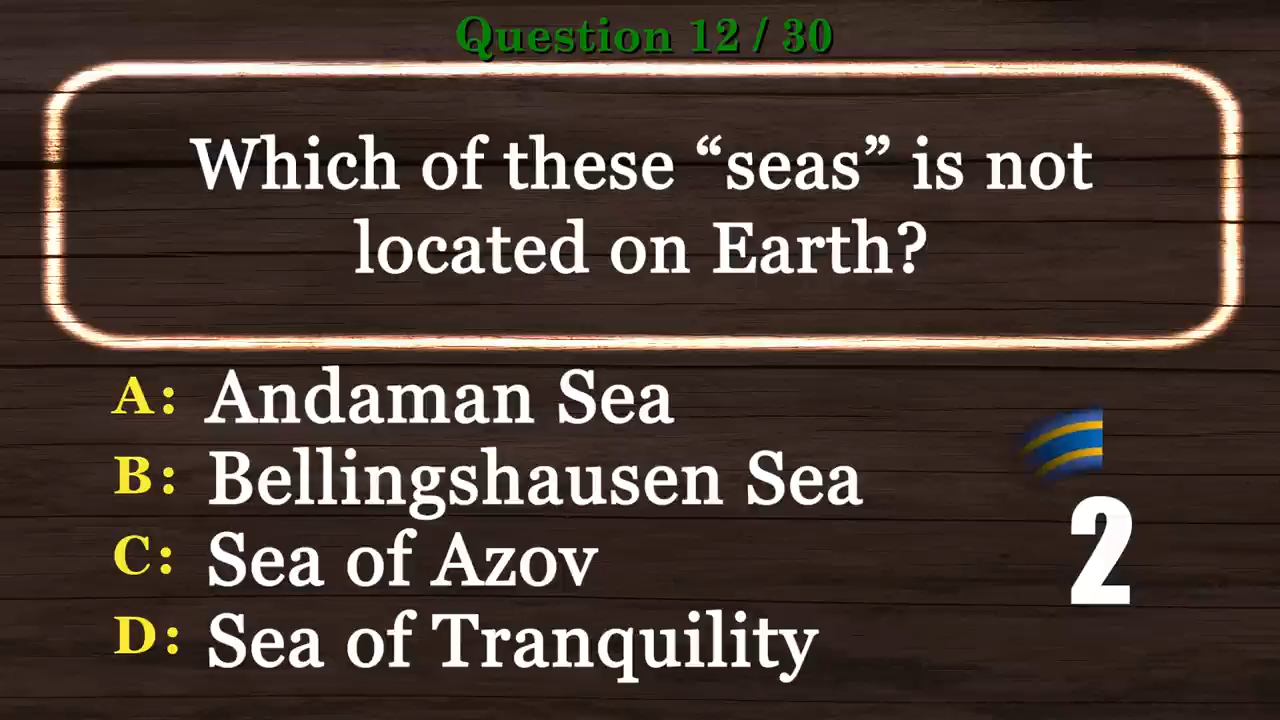 Question 12 / 30
Which of these “seas” is not
located on Earth?
A: Andaman Sea
B: Bellingshausen Sea
C: Sea of Azov
D: Sea of Tranquility
2